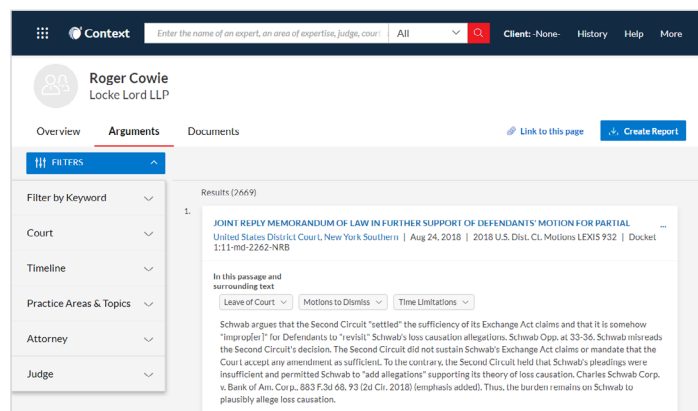 Context
Enter the name of an expert, an area of expertise, judge, court
All
Client: -None-
History
Help
More
Roger Cowie
Locke Lord LLP
Overview
Arguments
Documents
Link to this page
Create Report
FILTERS
Filter by Keyword
Court
Timeline
Practice Areas & Topics
Attorney
Judge
Results (2669)
1.
JOINT REPLY MEMORANDUM OF LAW IN FURTHER SUPPORT OF DEFENDANTS' MOTION FOR PARTIAL
...
United States District Court, New York Southern | Aug 24, 2018 | 2018 U.S. Dist. Ct. Motions LEXIS 932 | Docket
1:11-md-2262-NRB
In this passage and
surrounding text
Leave of Court
Motions to Dismiss
Time Limitations
Schwab argues that the Second Circuit "settled" the sufficiency of its Exchange Act claims and that it is somehow
"improp[er]" for Defendants to "revisit" Schwab's loss causation allegations. Schwab Opp. at 33-36. Schwab misreads
the Second Circuit's decision. The Second Circuit did not sustain Schwab's Exchange Act claims or mandate that the
Court accept any amendment as sufficient. To the contrary, the Second Circuit held that Schwab's pleadings were
insufficient and permitted Schwab to "add allegations" supporting its theory of loss causation. Charles Schwab Corp.
v. Bank of Am. Corp., 883 F.3d 68, 93 (2d Cir. 2018) (emphasis added). Thus, the burden remains on Schwab to
plausibly allege loss causation.